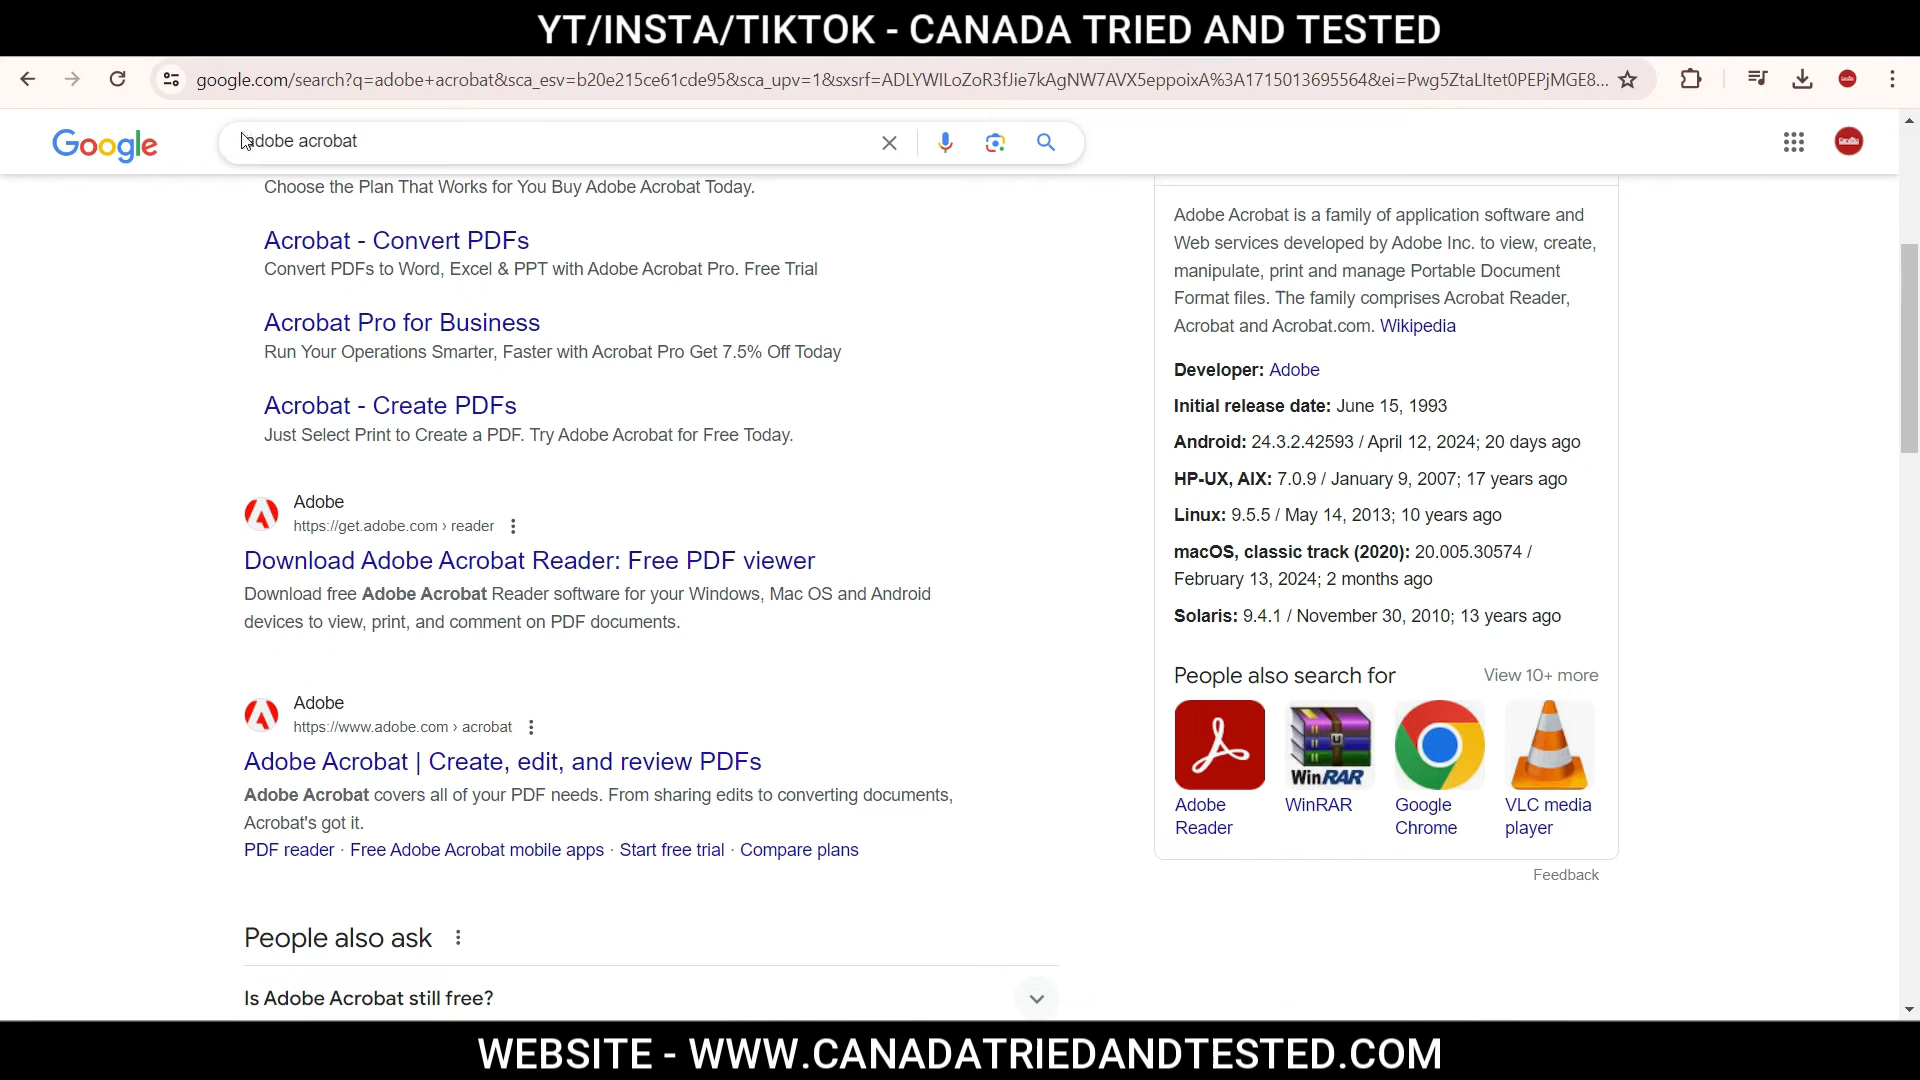 YT/INSTA/TIKTOK - CANADA TRIED AND TESTED
google.com/search?q=adobe+acrobat&sca_esv=b20e215ce61cde95&sca_upv=1&sxsrf=ADLYWILoZoR3fJie7kAgNW7AVX5eppoixA%3A1715013695564&ei=Pwg5ZtaLItet0PEPjMGE8...
Google
adobe acrobat
Choose the Plan That Works for You Buy Adobe Acrobat Today.
Acrobat - Convert PDFs
Convert PDFs to Word, Excel & PPT with Adobe Acrobat Pro. Free Trial
Acrobat Pro for Business
Run Your Operations Smarter, Faster with Acrobat Pro Get 7.5% Off Today
Acrobat - Create PDFs
Just Select Print to Create a PDF. Try Adobe Acrobat for Free Today.
Adobe
https://get.adobe.com › reader
Download Adobe Acrobat Reader: Free PDF viewer
Download free Adobe Acrobat Reader software for your Windows, Mac OS and Android
devices to view, print, and comment on PDF documents.
Adobe
https://www.adobe.com › acrobat
Adobe Acrobat | Create, edit, and review PDFs
Adobe Acrobat covers all of your PDF needs. From sharing edits to converting documents,
Acrobat's got it.
PDF reader · Free Adobe Acrobat mobile apps · Start free trial · Compare plans
People also ask
Is Adobe Acrobat still free?
Adobe Acrobat is a family of application software and
Web services developed by Adobe Inc. to view, create,
manipulate, print and manage Portable Document
Format files. The family comprises Acrobat Reader,
Acrobat and Acrobat.com. Wikipedia
Developer: Adobe
Initial release date: June 15, 1993
Android: 24.3.2.42593 / April 12, 2024; 20 days ago
HP-UX, AIX: 7.0.9 / January 9, 2007; 17 years ago
Linux: 9.5.5 / May 14, 2013; 10 years ago
macOS, classic track (2020): 20.005.30574 /
February 13, 2024; 2 months ago
Solaris: 9.4.1 / November 30, 2010; 13 years ago
People also search for
View 10+ more
WinRAR
Adobe
Reader
WinRAR
Google
Chrome
VLC media
player
Feedback
WEBSITE - WWW.CANADATRIEDANDTESTED.COM